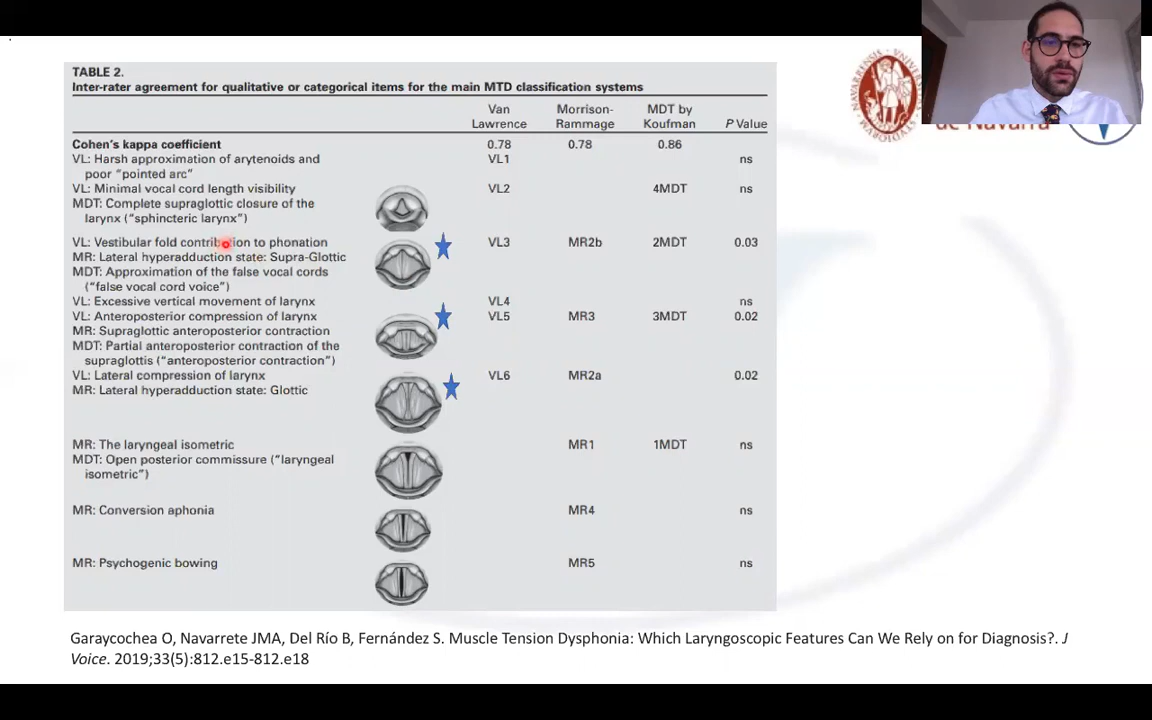 TABLE 2.
Inter-rater agreement for qualitative or categorical items for the main MTD classification systems
Van Lawrence Morrison-Rammage MDT by Koufman P Value
Cohen's kappa coefficient 0.78 0.78 0.86
VL: Harsh approximation of arytenoids and VL1 ns
poor "pointed arc"
VL: Minimal vocal cord length visibility VL2 4MDT ns
MDT: Complete supraglottic closure of the
larynx ("sphincteric larynx")
VL: Vestibular fold contribution to phonation VL3 MR2b 2MDT 0.03
MR: Lateral hyperadduction state: Supra-Glottic
MDT: Approximation of the false vocal cords
("false vocal cord voice")
VL: Excessive vertical movement of larynx VL4 ns
VL: Anteroposterior compression of larynx VL5 MR3 3MDT 0.02
MR: Supraglottic anteroposterior contraction
MDT: Partial anteroposterior contraction of the
supraglottis ("anteroposterior contraction")
VL: Lateral compression of larynx VL6 MR2a 0.02
MR: Lateral hyperadduction state: Glottic
MR: The laryngeal isometric MR1 1MDT ns
MDT: Open posterior commissure ("laryngeal
isometric")
MR: Conversion aphonia MR4 ns
MR: Psychogenic bowing MR5 ns
de Navarra
Garaycochea O, Navarrete JMA, Del Río B, Fernández S. Muscle Tension Dysphonia: Which Laryngoscopic Features Can We Rely on for Diagnosis?. J
Voice. 2019;33(5):812.e15-812.e18